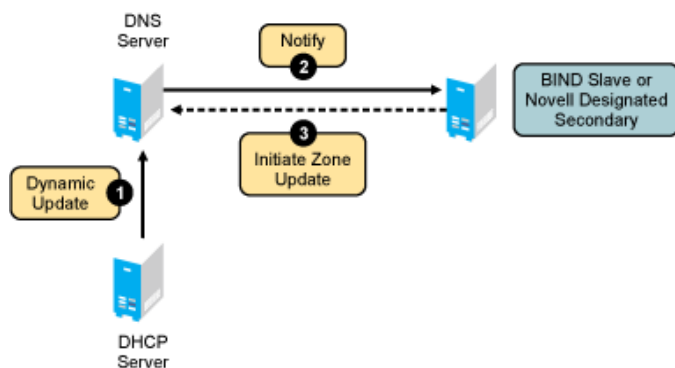 DNS
Server
Notify
2
BIND Slave or
Novell Designated
Secondary
3
Initiate Zone
Update
Dynamic
Update
1
DHCP
Server